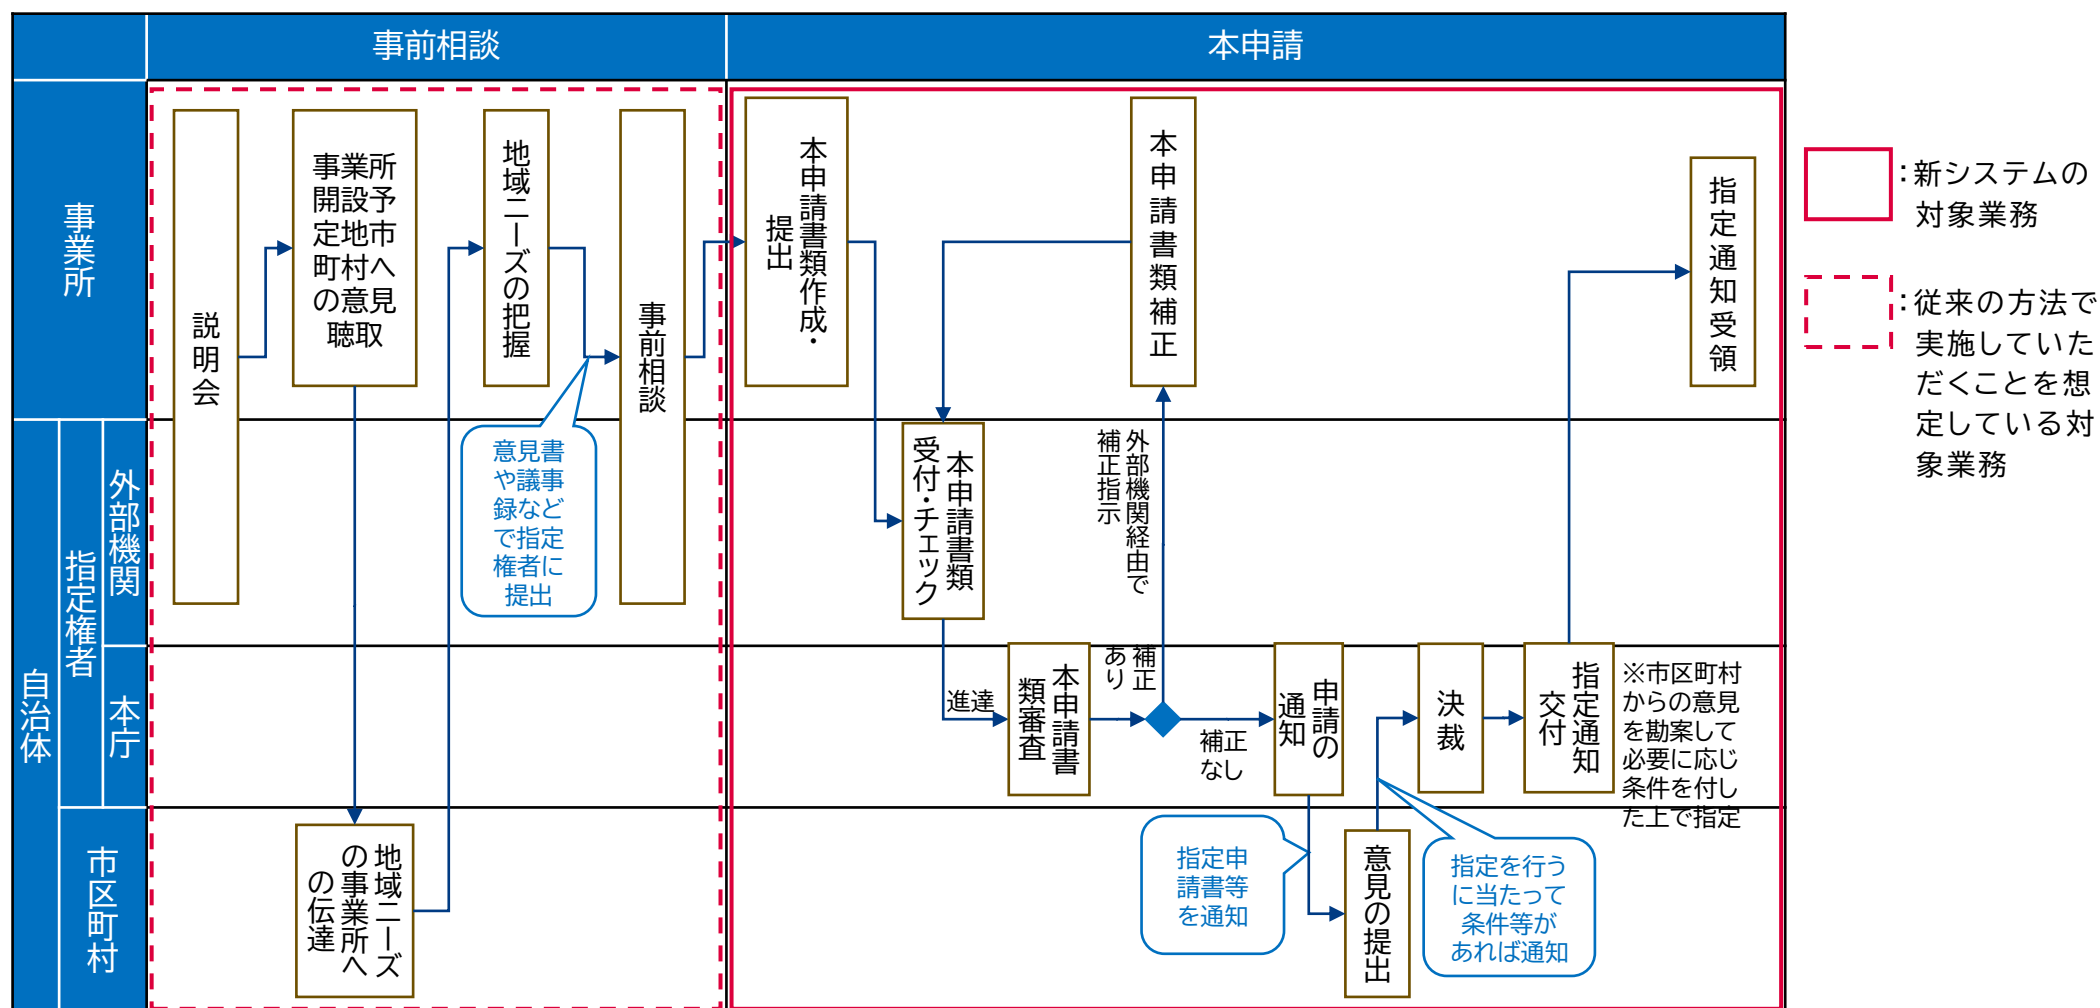 事前相談
本申請
事業所
自治体
指定権者
外部機関
本庁
市区町村
説明会
事業所
開設予
定地市
町村へ
の意見
聴取
地域ニーズの把握
事前相談
意見書
や議事
録など
で指定
権者に
提出
地域ニーズ
の事業所へ
の伝達
本申請書類作成・
提出
本申請書類補正
指定通知受領
本申請書類
受付・チェック
外部機関経由で
補正指示
進達
本申請書
類審査
補正
あり
補正
なし
申請の
通知
決裁
指定通知
交付
※市区町村
からの意見
を勘案して
必要に応じ
条件を付し
た上で指定
指定申
請書等
を通知
意見の提出
指定を行う
に当たって
条件等が
あれば通知
：新システムの
対象業務
：従来の方法で
実施していた
だくことを想
定している対
象業務